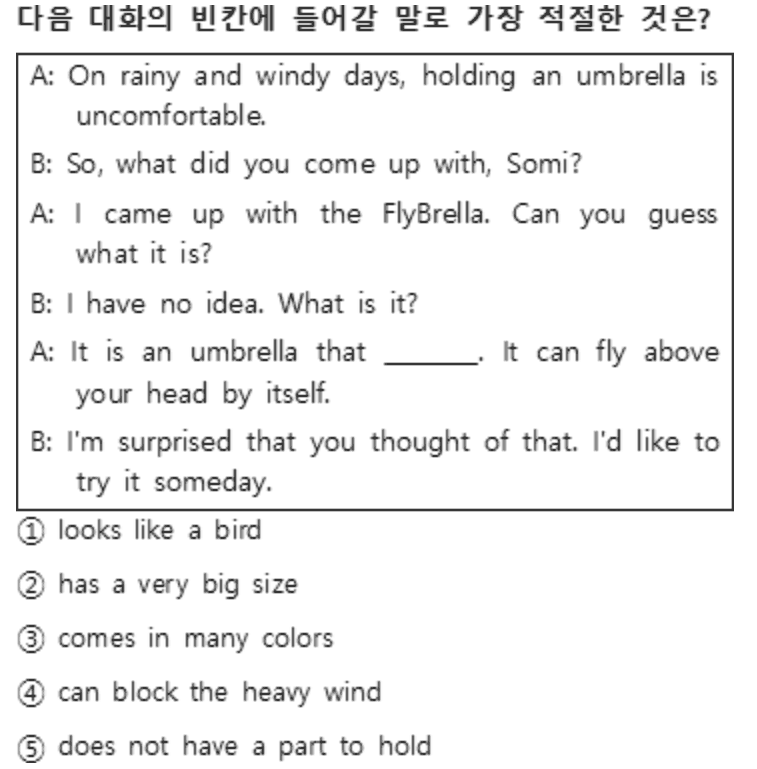 다음 대화의 빈칸에 들어갈 말로 가장 적절한 것은?
A: On rainy and windy days, holding an umbrella is
uncomfortable.
B: So, what did you come up with, Somi?
A: I came up with the FlyBrella. Can you guess
what it is?
B: I have no idea. What is it?
A: It is an umbrella that _______. It can fly above
your head by itself.
B: I'm surprised that you thought of that. I'd like to
try it someday.
① looks like a bird
② has a very big size
③ comes in many colors
④ can block the heavy wind
⑤ does not have a part to hold